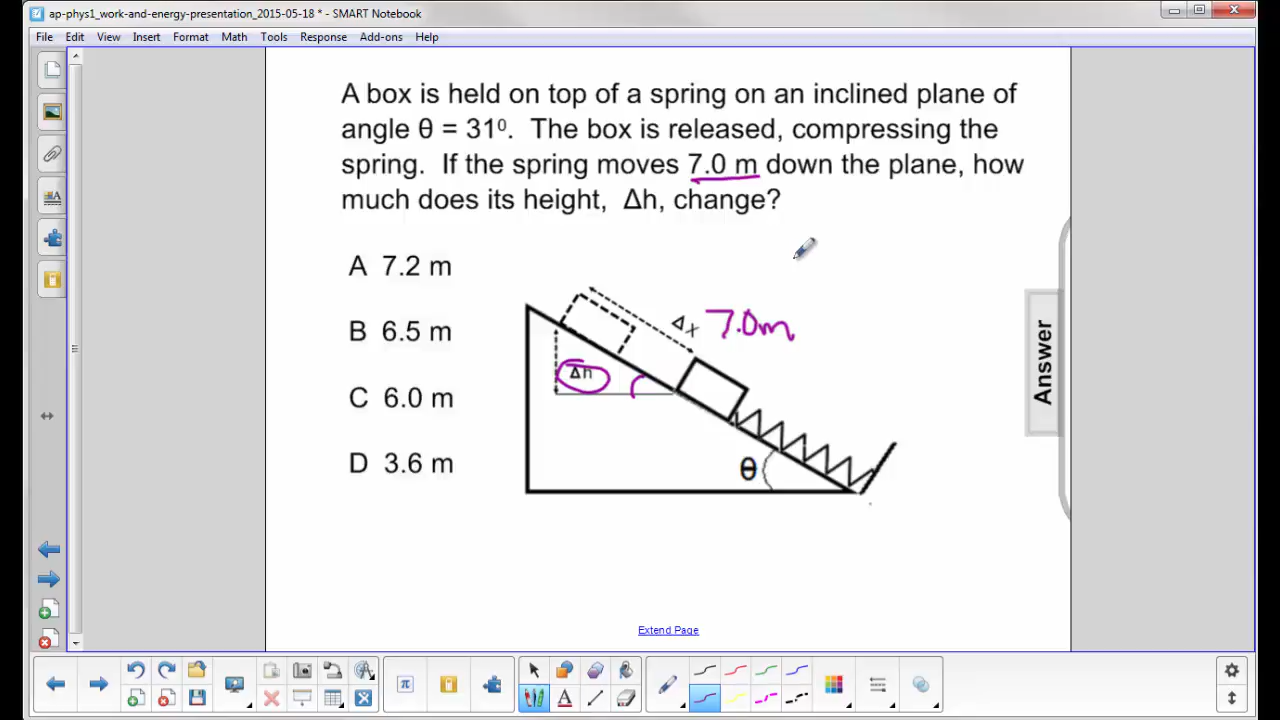 ap-phys1_work-and-energy-presentation_2015-05-18 * - SMART Notebook
File Edit View Insert Format Math Tools Response Add-ons Help
A box is held on top of a spring on an inclined plane of
angle θ = 31⁰. The box is released, compressing the
spring. If the spring moves 7.0 m down the plane, how
much does its height, Δh, change?
A 7.2 m
B 6.5 m
C 6.0 m
D 3.6 m
Δx 7.0m
Δh
θ
Answer
Extend Page